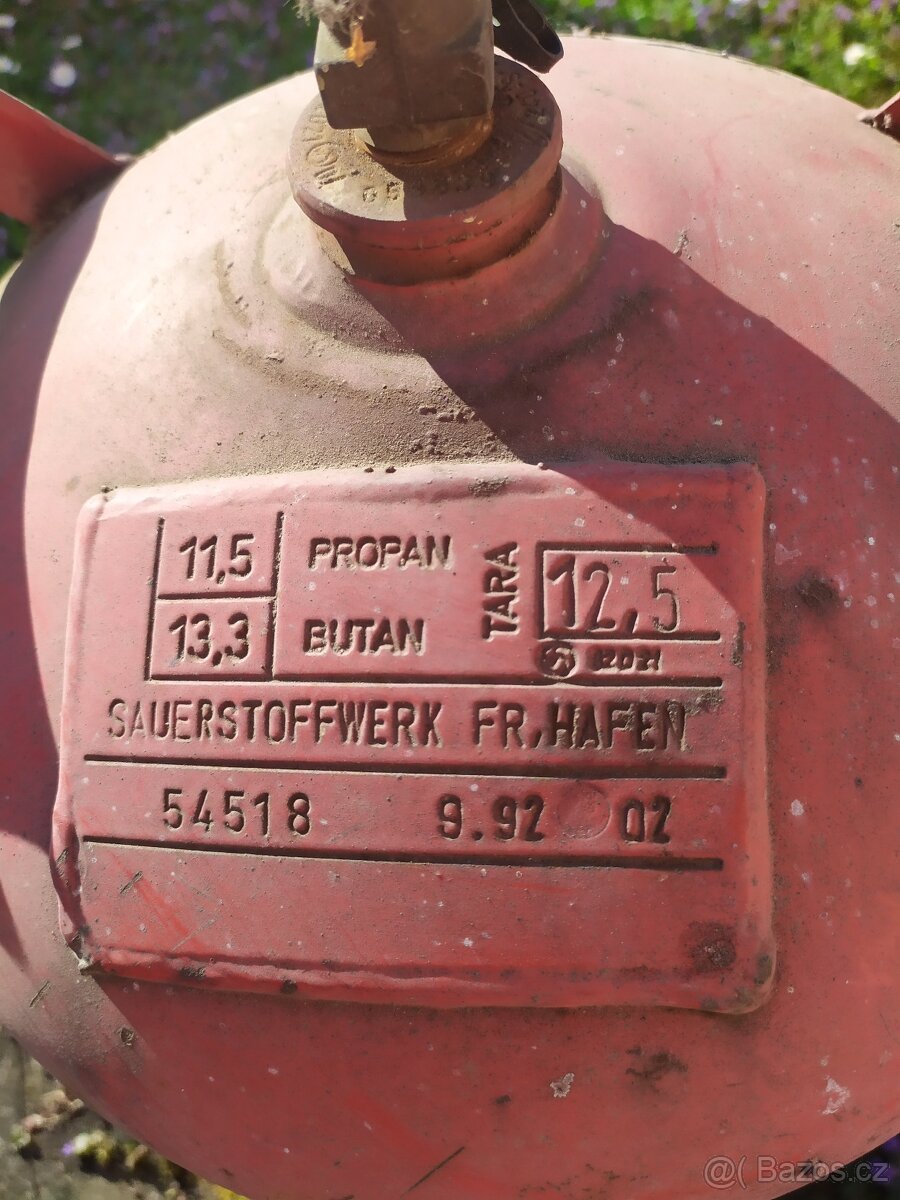 11,5 PROPAN TARA 12,5
13,3 BUTAN
SAUERSTOFFWERK FR.HAFEN
54518 9.92 02
@( Bazos.cz